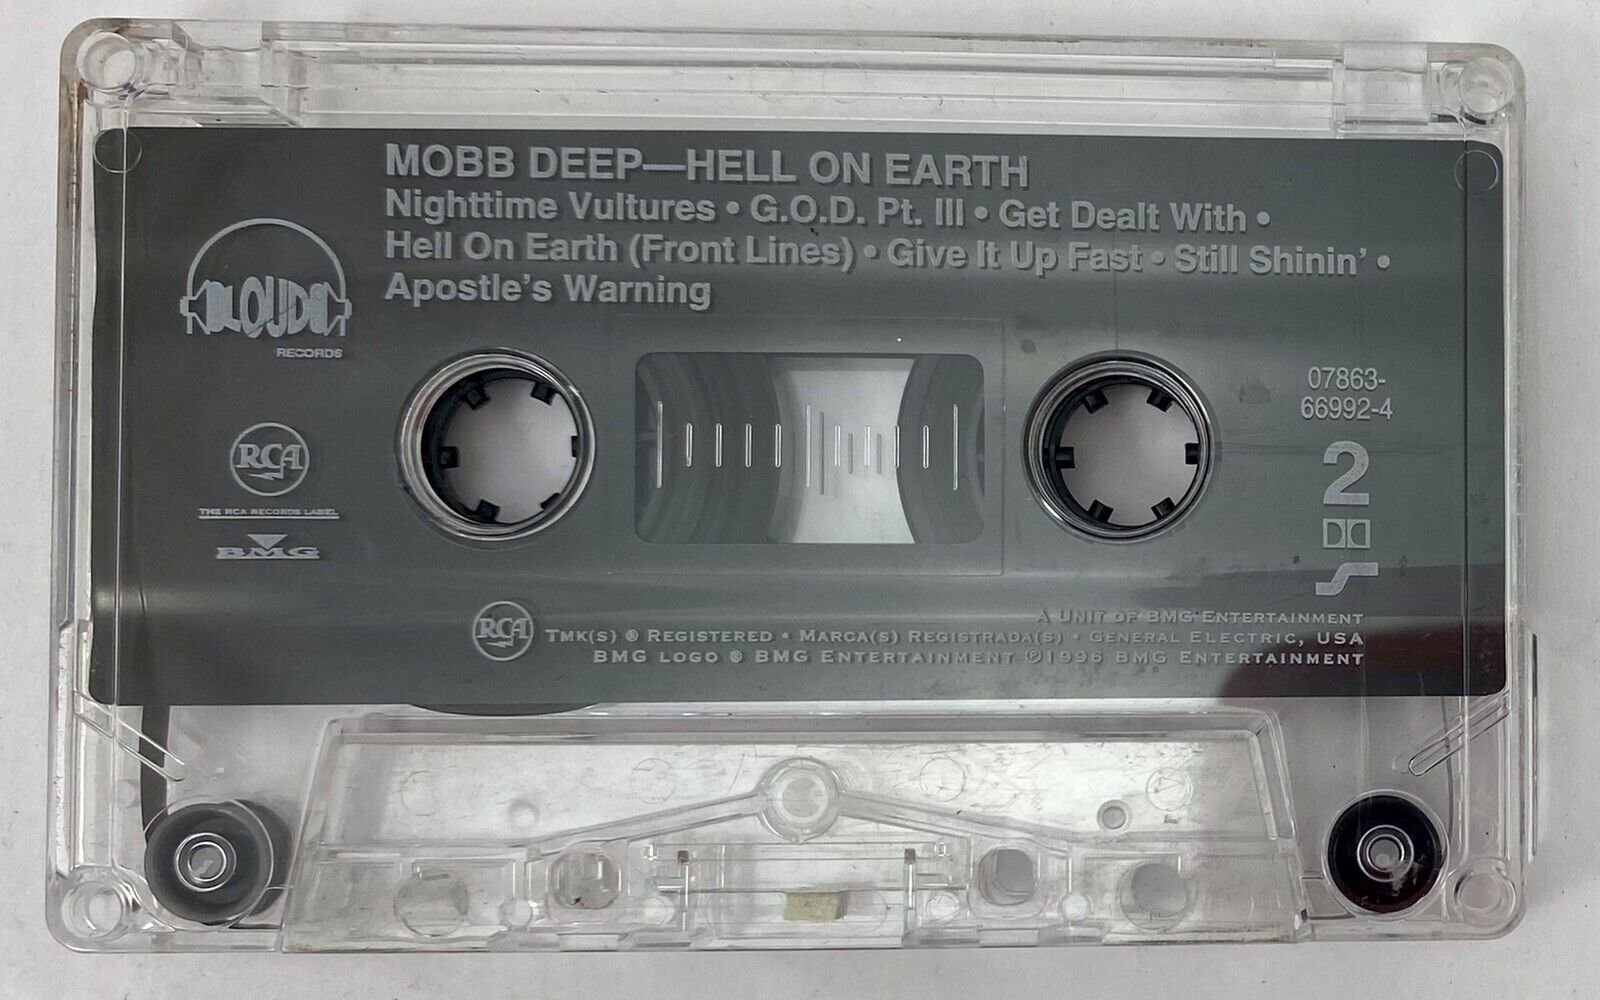 MOBB DEEP—HELL ON EARTH
Nighttime Vultures • G.O.D. Pt. III • Get Dealt With •
Hell On Earth (Front Lines) • Give It Up Fast • Still Shinin' •
Apostle's Warning
LOUD
RECORDS
RCA
THE RCA RECORDS LABEL
BMG
07863-
66992-4
2
RCA
A UNIT OF BMG ENTERTAINMENT
TMK(S) ® REGISTERED • MARCA(S) REGISTRADA(S) • GENERAL ELECTRIC, USA
BMG LOGO ® BMG ENTERTAINMENT ℗1996 BMG ENTERTAINMENT